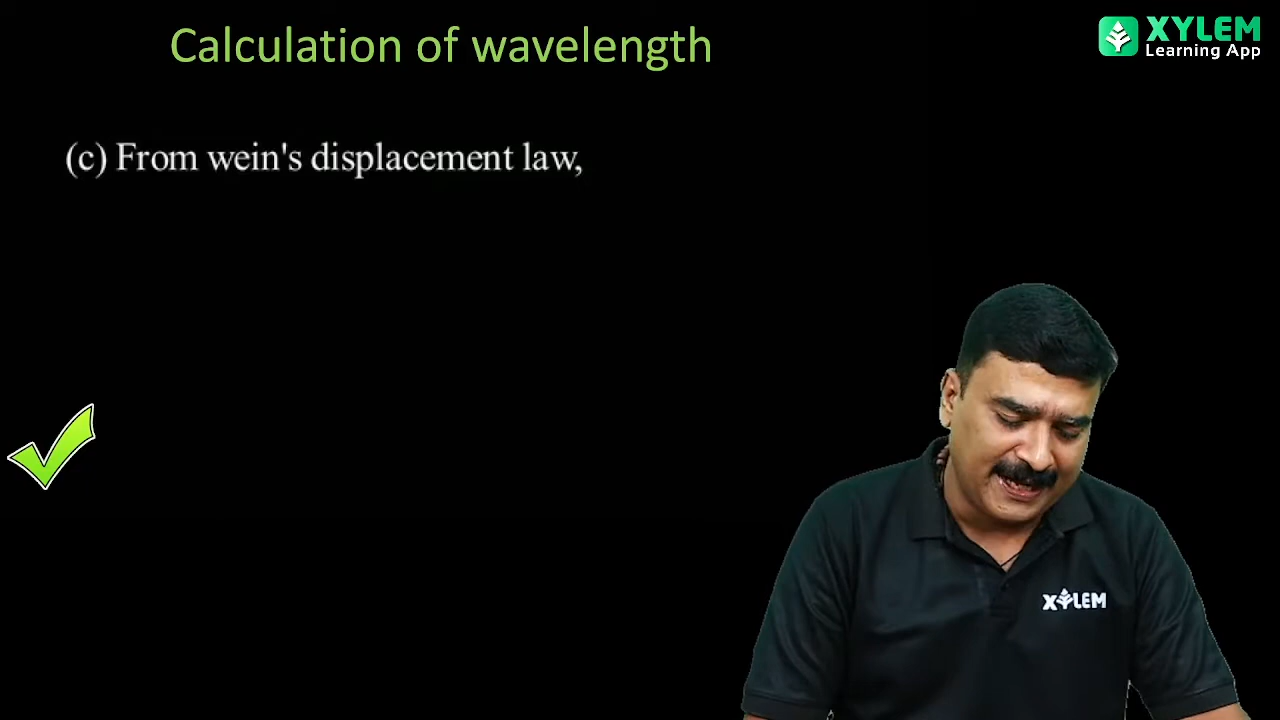 Calculation of wavelength
XYLEM
Learning App
(c) From wein's displacement law,
XYLEM